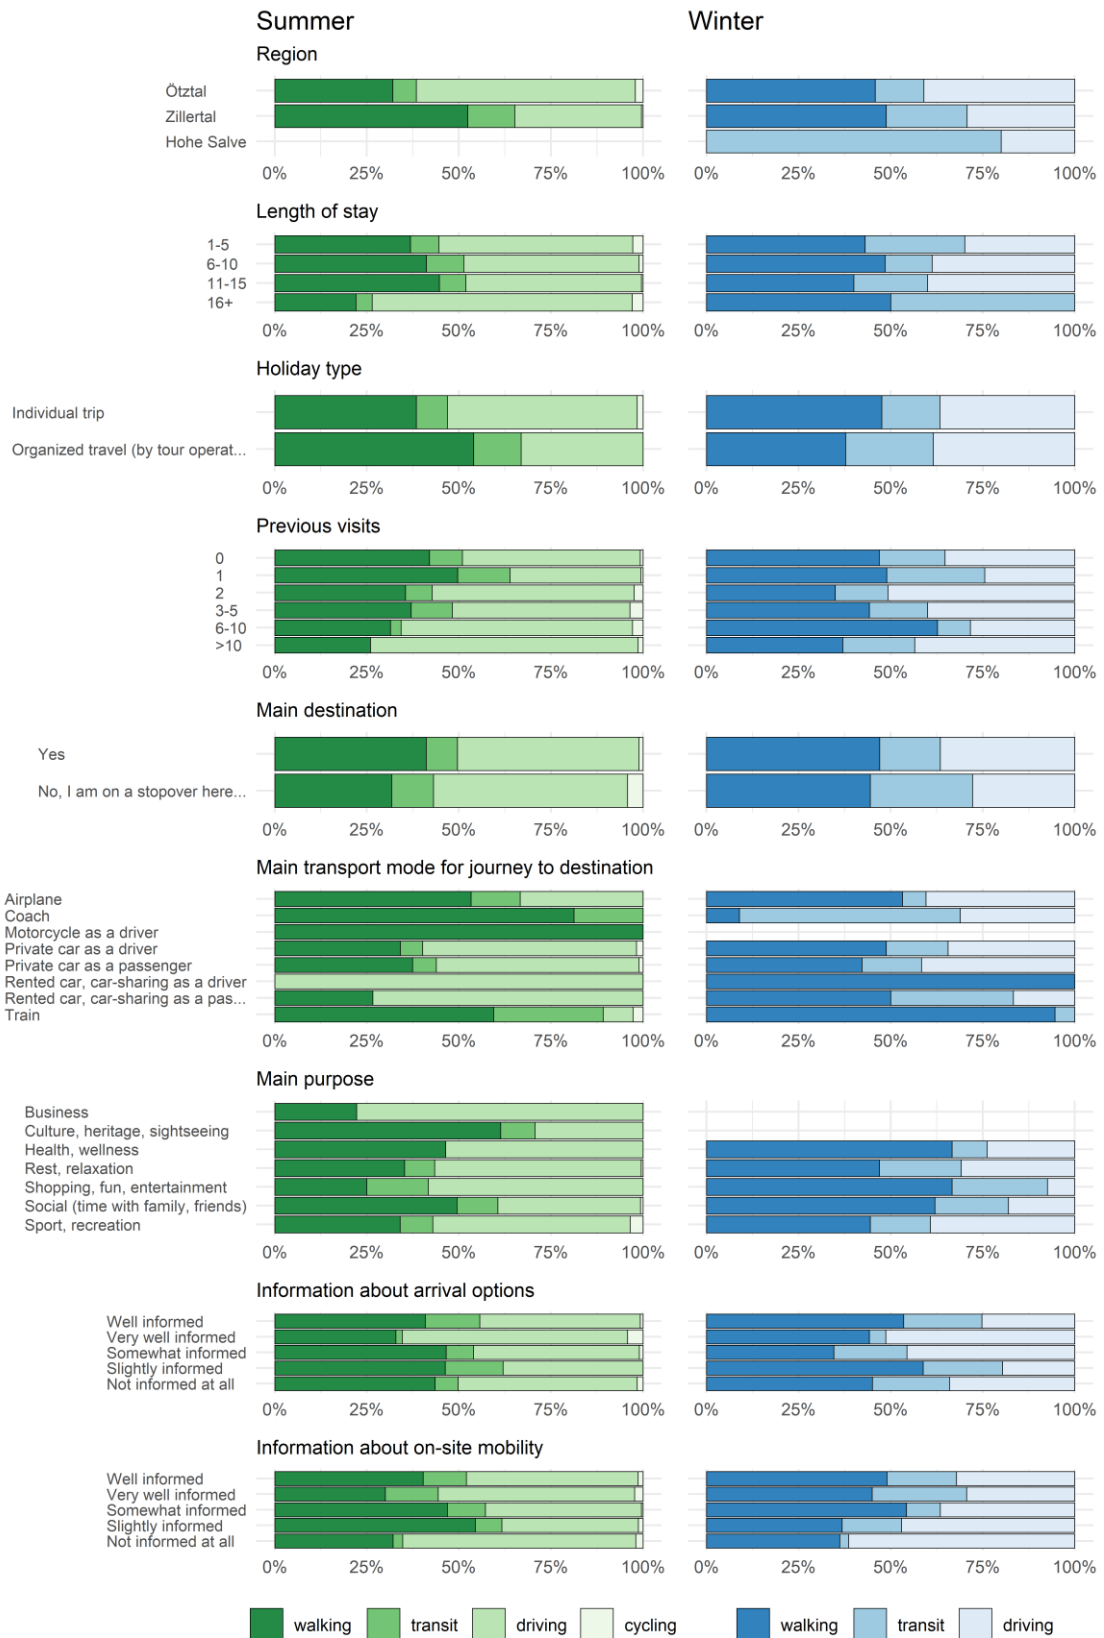 Summer Winter
Region
Ötztal
Zillertal
Hohe Salve
0% 25% 50% 75% 100% 0% 25% 50% 75% 100%
Length of stay
1-5
6-10
11-15
16+
0% 25% 50% 75% 100% 0% 25% 50% 75% 100%
Holiday type
Individual trip
Organized travel (by tour operat...
0% 25% 50% 75% 100% 0% 25% 50% 75% 100%
Previous visits
0
1
2
3-5
6-10
>10
0% 25% 50% 75% 100% 0% 25% 50% 75% 100%
Main destination
Yes
No, I am on a stopover here...
0% 25% 50% 75% 100% 0% 25% 50% 75% 100%
Main transport mode for journey to destination
Airplane
Coach
Motorcycle as a driver
Private car as a driver
Private car as a passenger
Rented car, car-sharing as a driver
Rented car, car-sharing as a pas...
Train
0% 25% 50% 75% 100% 0% 25% 50% 75% 100%
Main purpose
Business
Culture, heritage, sightseeing
Health, wellness
Rest, relaxation
Shopping, fun, entertainment
Social (time with family, friends)
Sport, recreation
0% 25% 50% 75% 100% 0% 25% 50% 75% 100%
Information about arrival options
Well informed
Very well informed
Somewhat informed
Slightly informed
Not informed at all
0% 25% 50% 75% 100% 0% 25% 50% 75% 100%
Information about on-site mobility
Well informed
Very well informed
Somewhat informed
Slightly informed
Not informed at all
0% 25% 50% 75% 100% 0% 25% 50% 75% 100%
walking transit driving cycling walking transit driving